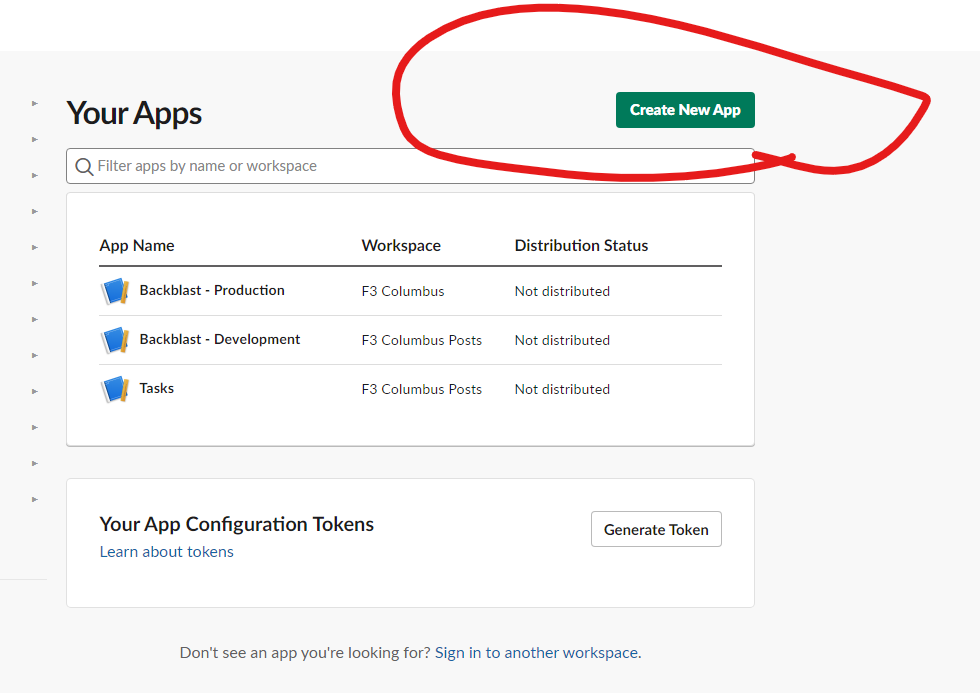 Your Apps
Create New App
Filter apps by name or workspace
App Name Workspace Distribution Status
Backblast - Production F3 Columbus Not distributed
Backblast - Development F3 Columbus Posts Not distributed
Tasks F3 Columbus Posts Not distributed
Your App Configuration Tokens
Generate Token
Learn about tokens
Don't see an app you're looking for? Sign in to another workspace.